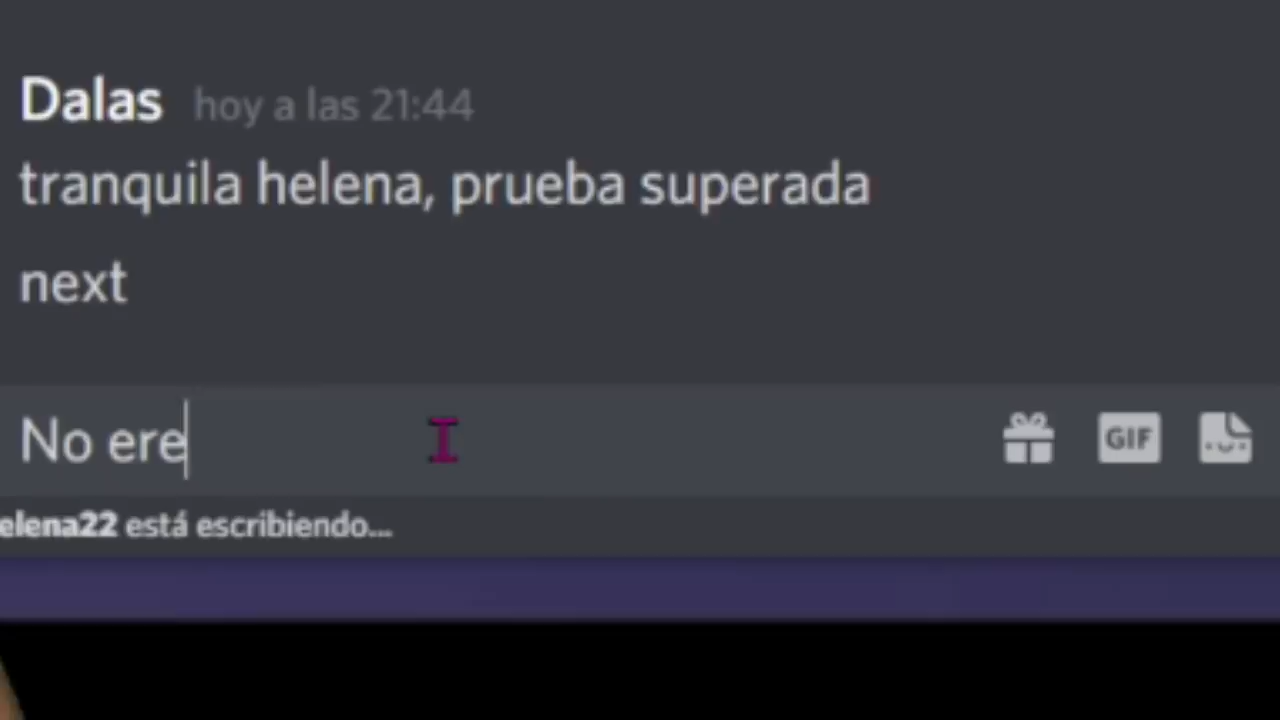 Dalas hoy a las 21:44
tranquila helena, prueba superada
next
No ere
GIF
elena22 está escribiendo...